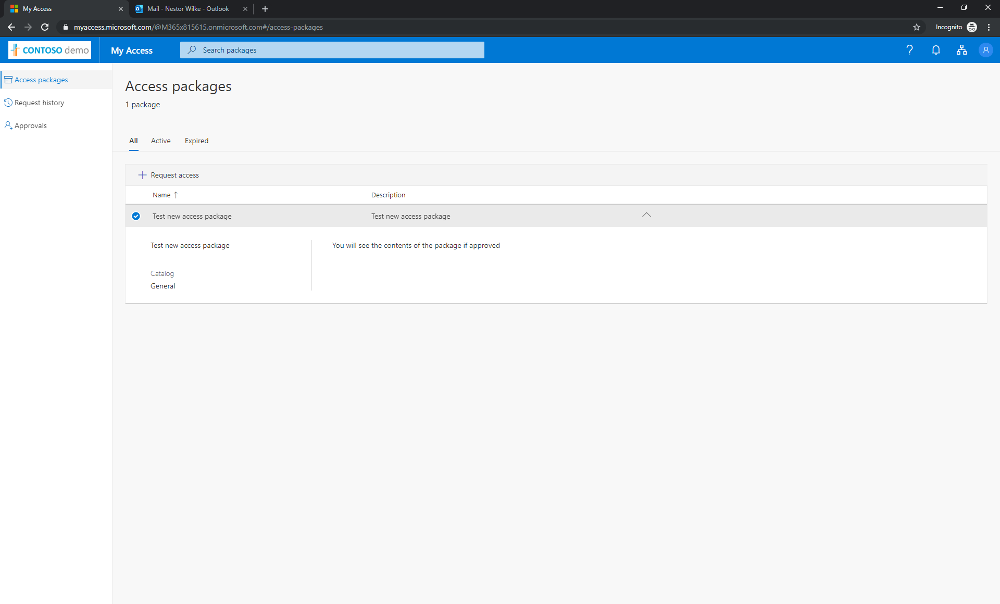 My Access
Mail - Nestor Wilke - Outlook
myaccess.microsoft.com/@M365x815615.onmicrosoft.com#/access-packages
Incognito
CONTOSO demo
My Access
Search packages
Access packages
Request history
Approvals
Access packages
1 package
All Active Expired
Request access
Name ↑ Description
Test new access package Test new access package
Test new access package You will see the contents of the package if approved
Catalog
General